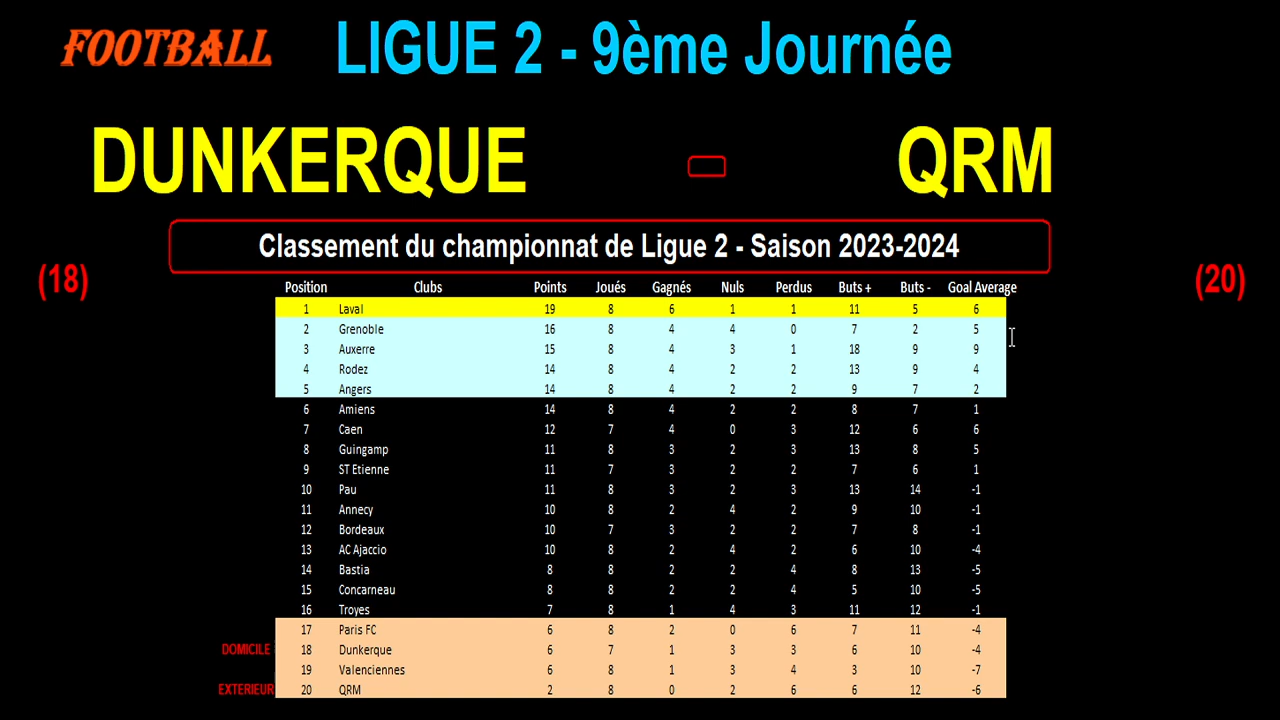 FOOTBALL LIGUE 2 - 9ème Journée
DUNKERQUE - QRM
Classement du championnat de Ligue 2 - Saison 2023-2024
(18) (20)
Position Clubs Points Joués Gagnés Nuls Perdus Buts + Buts - Goal Average
1 Laval 19 8 6 1 1 11 5 6
2 Grenoble 16 8 4 4 0 7 2 5
3 Auxerre 15 8 4 3 1 18 9 9
4 Rodez 14 8 4 2 2 13 9 4
5 Angers 14 8 4 2 2 9 7 2
6 Amiens 14 8 4 2 2 8 7 1
7 Caen 12 7 4 0 3 12 6 6
8 Guingamp 11 8 3 2 3 13 8 5
9 ST Etienne 11 7 3 2 2 7 6 1
10 Pau 11 8 3 2 3 13 14 -1
11 Annecy 10 8 2 4 2 9 10 -1
12 Bordeaux 10 7 3 2 2 7 8 -1
13 AC Ajaccio 10 8 2 4 2 6 10 -4
14 Bastia 8 8 2 2 4 8 13 -5
15 Concarneau 8 8 2 2 4 5 10 -5
16 Troyes 7 8 1 4 3 11 12 -1
17 Paris FC 6 8 2 0 6 7 11 -4
DOMICILE 18 Dunkerque 6 7 1 3 3 6 10 -4
19 Valenciennes 6 8 1 3 4 3 10 -7
EXTERIEUR 20 QRM 2 8 0 2 6 6 12 -6